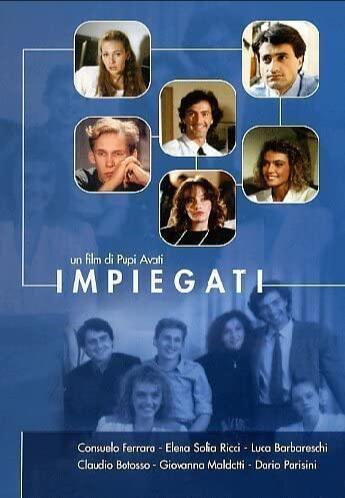 un film di Pupi Avati
IMPIEGATI
Consuelo Ferrara - Elena Sofia Ricci - Luca Barbareschi
Claudio Botosso - Giovanna Maldotti - Dario Parisini